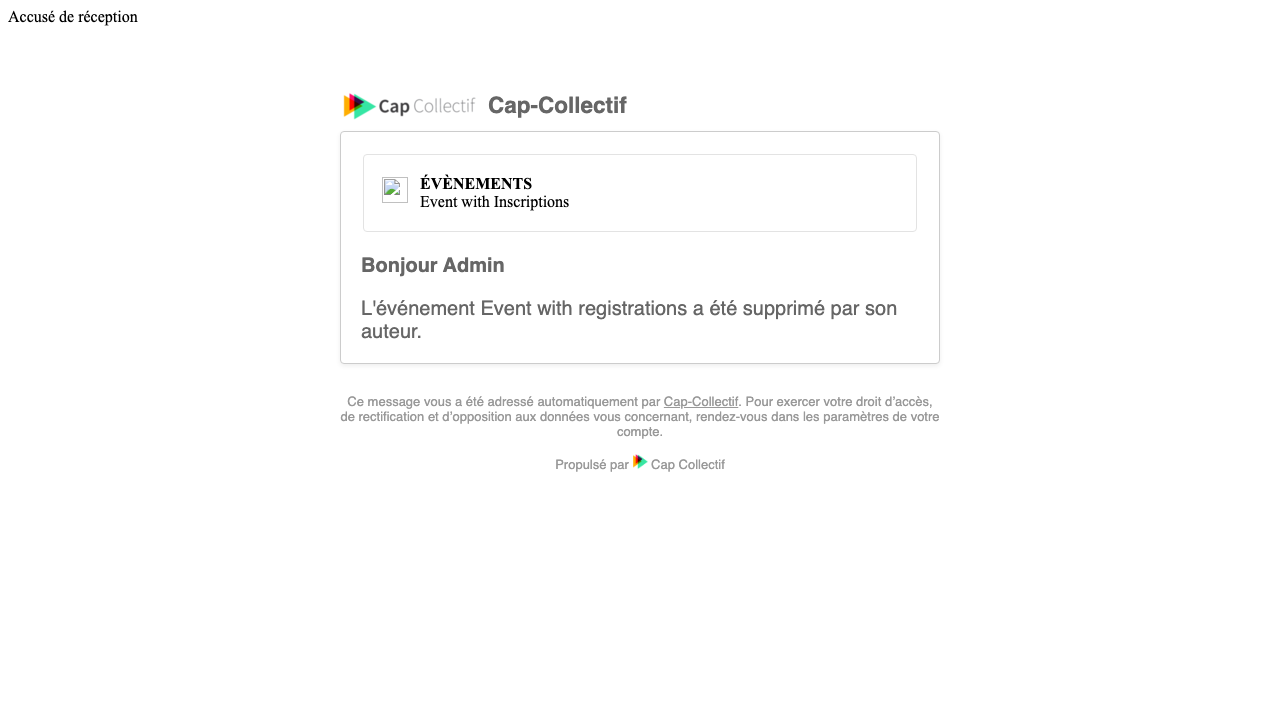 Accusé de réception
Cap Collectif Cap-Collectif
ÉVÈNEMENTS
Event with Inscriptions
Bonjour Admin
L'événement Event with registrations a été supprimé par son
auteur.
Ce message vous a été adressé automatiquement par Cap-Collectif. Pour exercer votre droit d’accès,
de rectification et d’opposition aux données vous concernant, rendez-vous dans les paramètres de votre
compte.
Propulsé par Cap Collectif